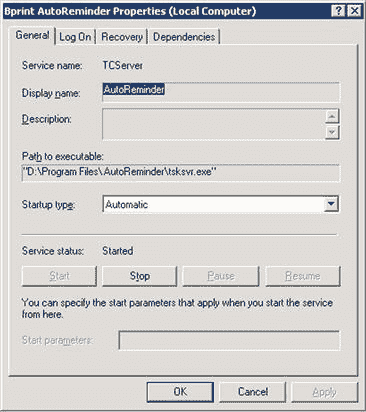 Bprint AutoReminder Properties (Local Computer)
General Log On Recovery Dependencies
Service name: TCServer
Display name: AutoReminder
Description:
Path to executable:
"D:\Program Files\AutoReminder\tsksvr.exe"
Startup type: Automatic
Service status: Started
Start Stop Pause Resume
You can specify the start parameters that apply when you start the service
from here.
Start parameters:
OK Cancel Apply